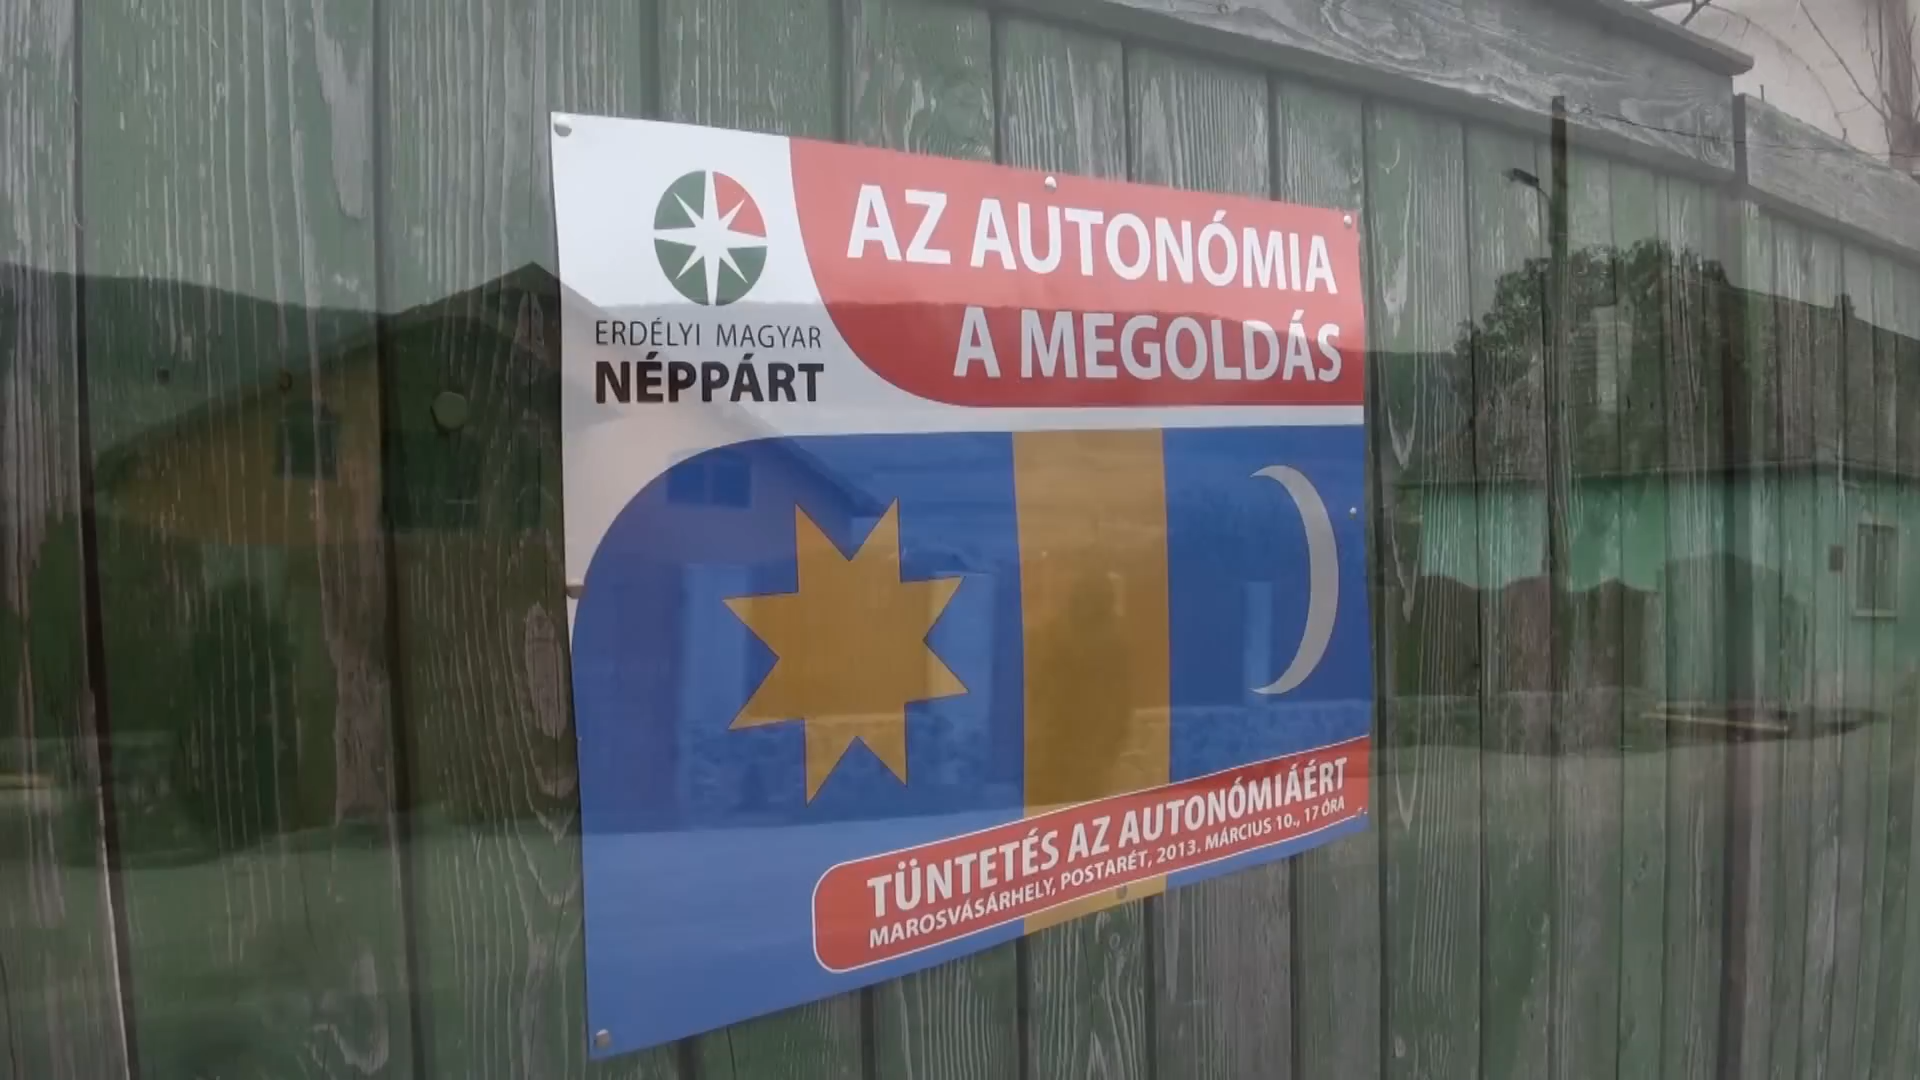 ERDÉLYI MAGYAR
NÉPPÁRT
AZ AUTONÓMIA
A MEGOLDÁS
TÜNTETÉS AZ AUTONÓMIÁÉRT
MAROSVÁSÁRHELY, POSTARÉT, 2013. MÁRCIUS 10., 17 ÓRA